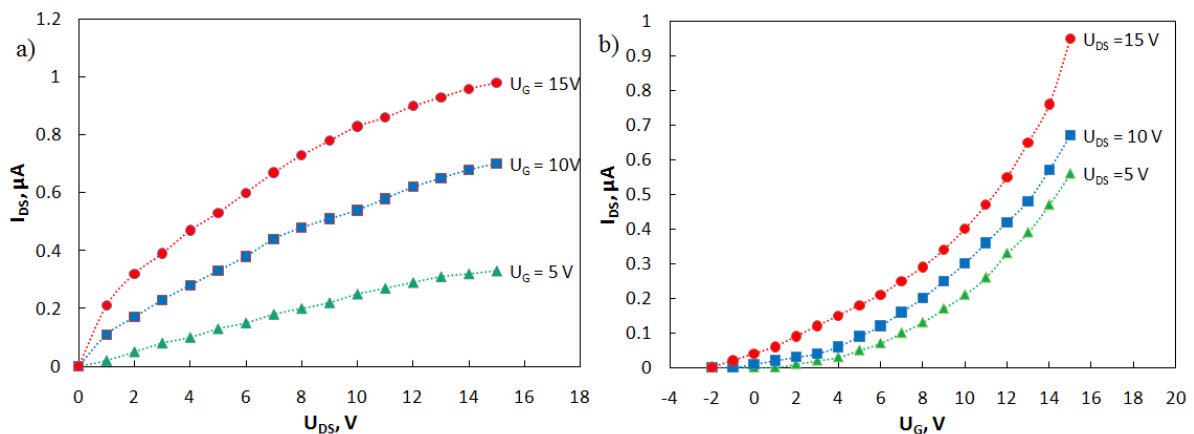 a)
1.2
1
0.8
0.6
0.4
0.2
0
I_DS, µA
0 2 4 6 8 10 12 14 16 18
U_DS, V
U_G = 15V
U_G = 10V
U_G = 5 V
b)
1
0.9
0.8
0.7
0.6
0.5
0.4
0.3
0.2
0.1
0
I_DS, µA
-4 -2 0 2 4 6 8 10 12 14 16 18 20
U_G, V
U_DS = 15 V
U_DS = 10 V
U_DS = 5 V